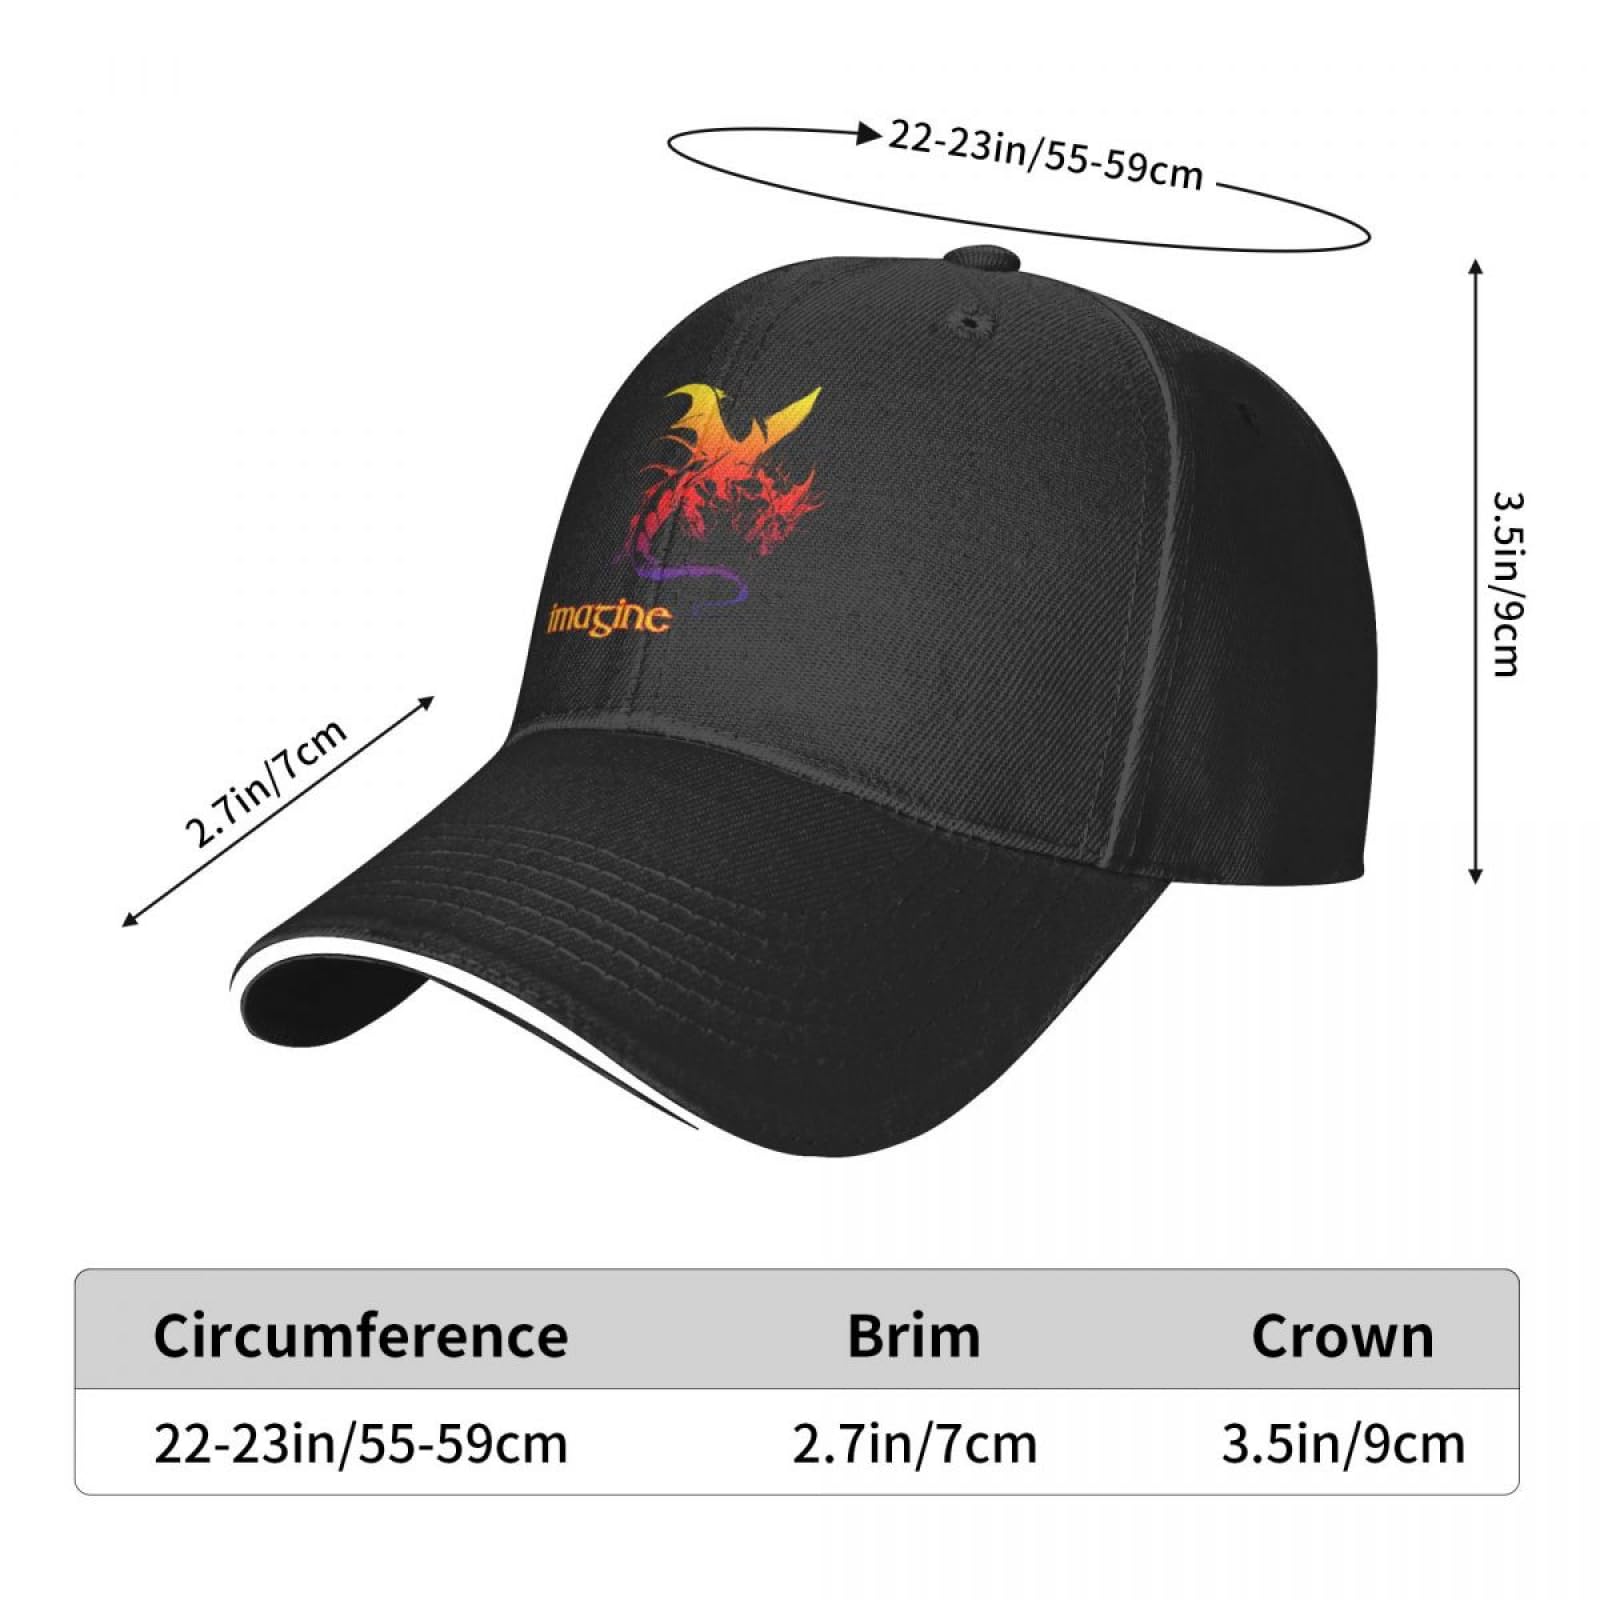 22-23in/55-59cm
3.5in/9cm
imagine
2.7in/7cm
Circumference Brim Crown
22-23in/55-59cm 2.7in/7cm 3.5in/9cm